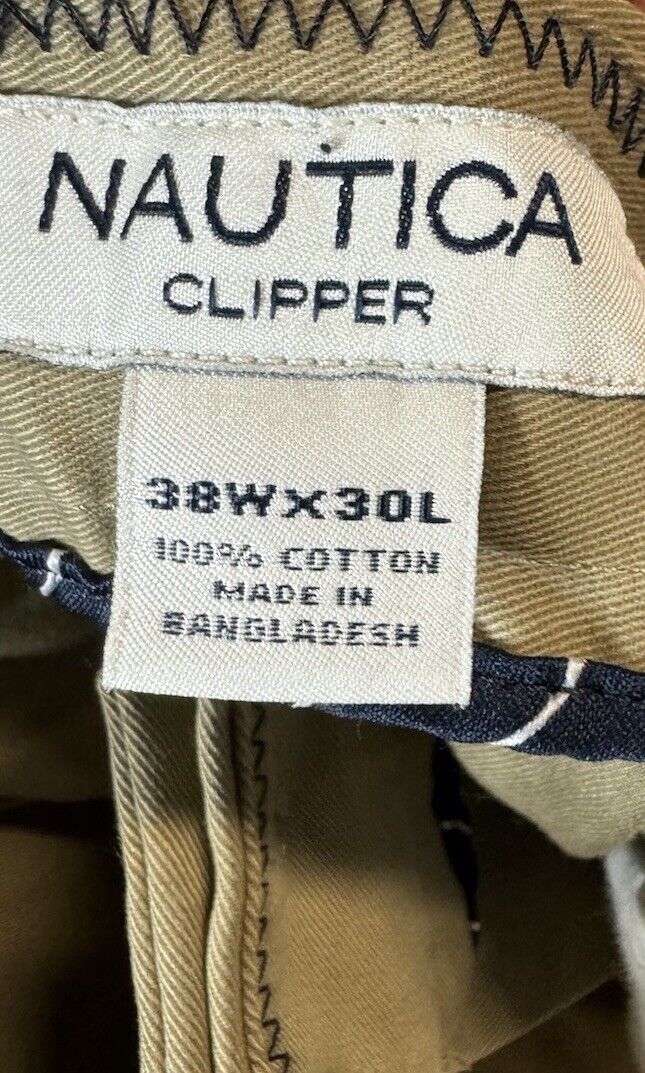 NAUTICA
CLIPPER
38WX30L
100% COTTON
MADE IN
BANGLADESH